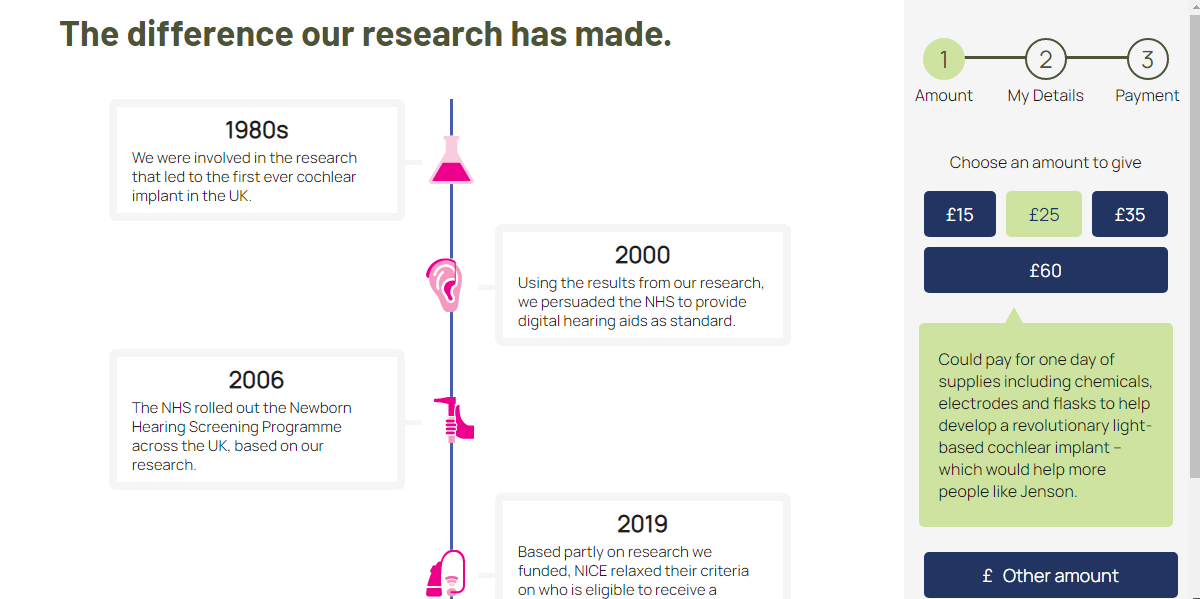 The difference our research has made.
1980s
We were involved in the research
that led to the first ever cochlear
implant in the UK.
2000
Using the results from our research,
we persuaded the NHS to provide
digital hearing aids as standard.
2006
The NHS rolled out the Newborn
Hearing Screening Programme
across the UK, based on our
research.
2019
Based partly on research we
funded, NICE relaxed their criteria
on who is eligible to receive a
1
2
3
Amount
My Details
Payment
Choose an amount to give
£15
£25
£35
£60
Could pay for one day of
supplies including chemicals,
electrodes and flasks to help
develop a revolutionary light-
based cochlear implant –
which would help more
people like Jenson.
£ Other amount